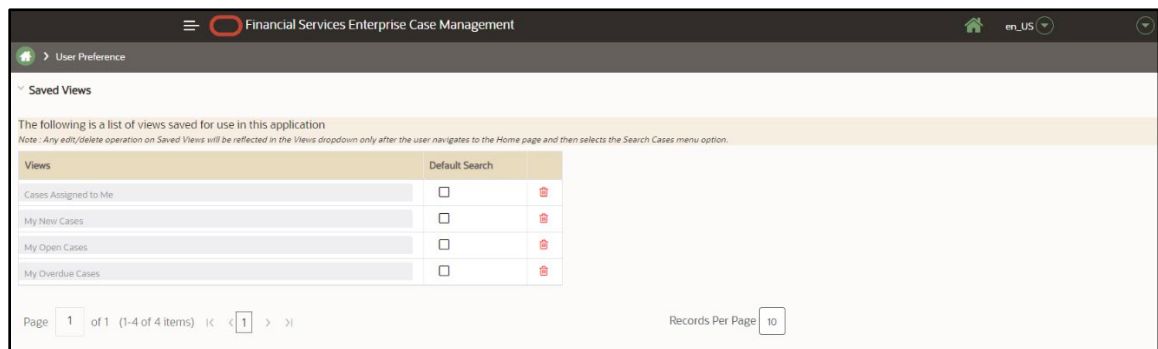 Financial Services Enterprise Case Management en_US
> User Preference
Saved Views
The following is a list of views saved for use in this application
Note : Any edit/delete operation on Saved Views will be reflected in the Views dropdown only after the user navigates to the Home page and then selects the Search Cases menu option.
Views Default Search
Cases Assigned to Me
My New Cases
My Open Cases
My Overdue Cases
Page 1 of 1 (1-4 of 4 items) |< < 1 > >| Records Per Page 10